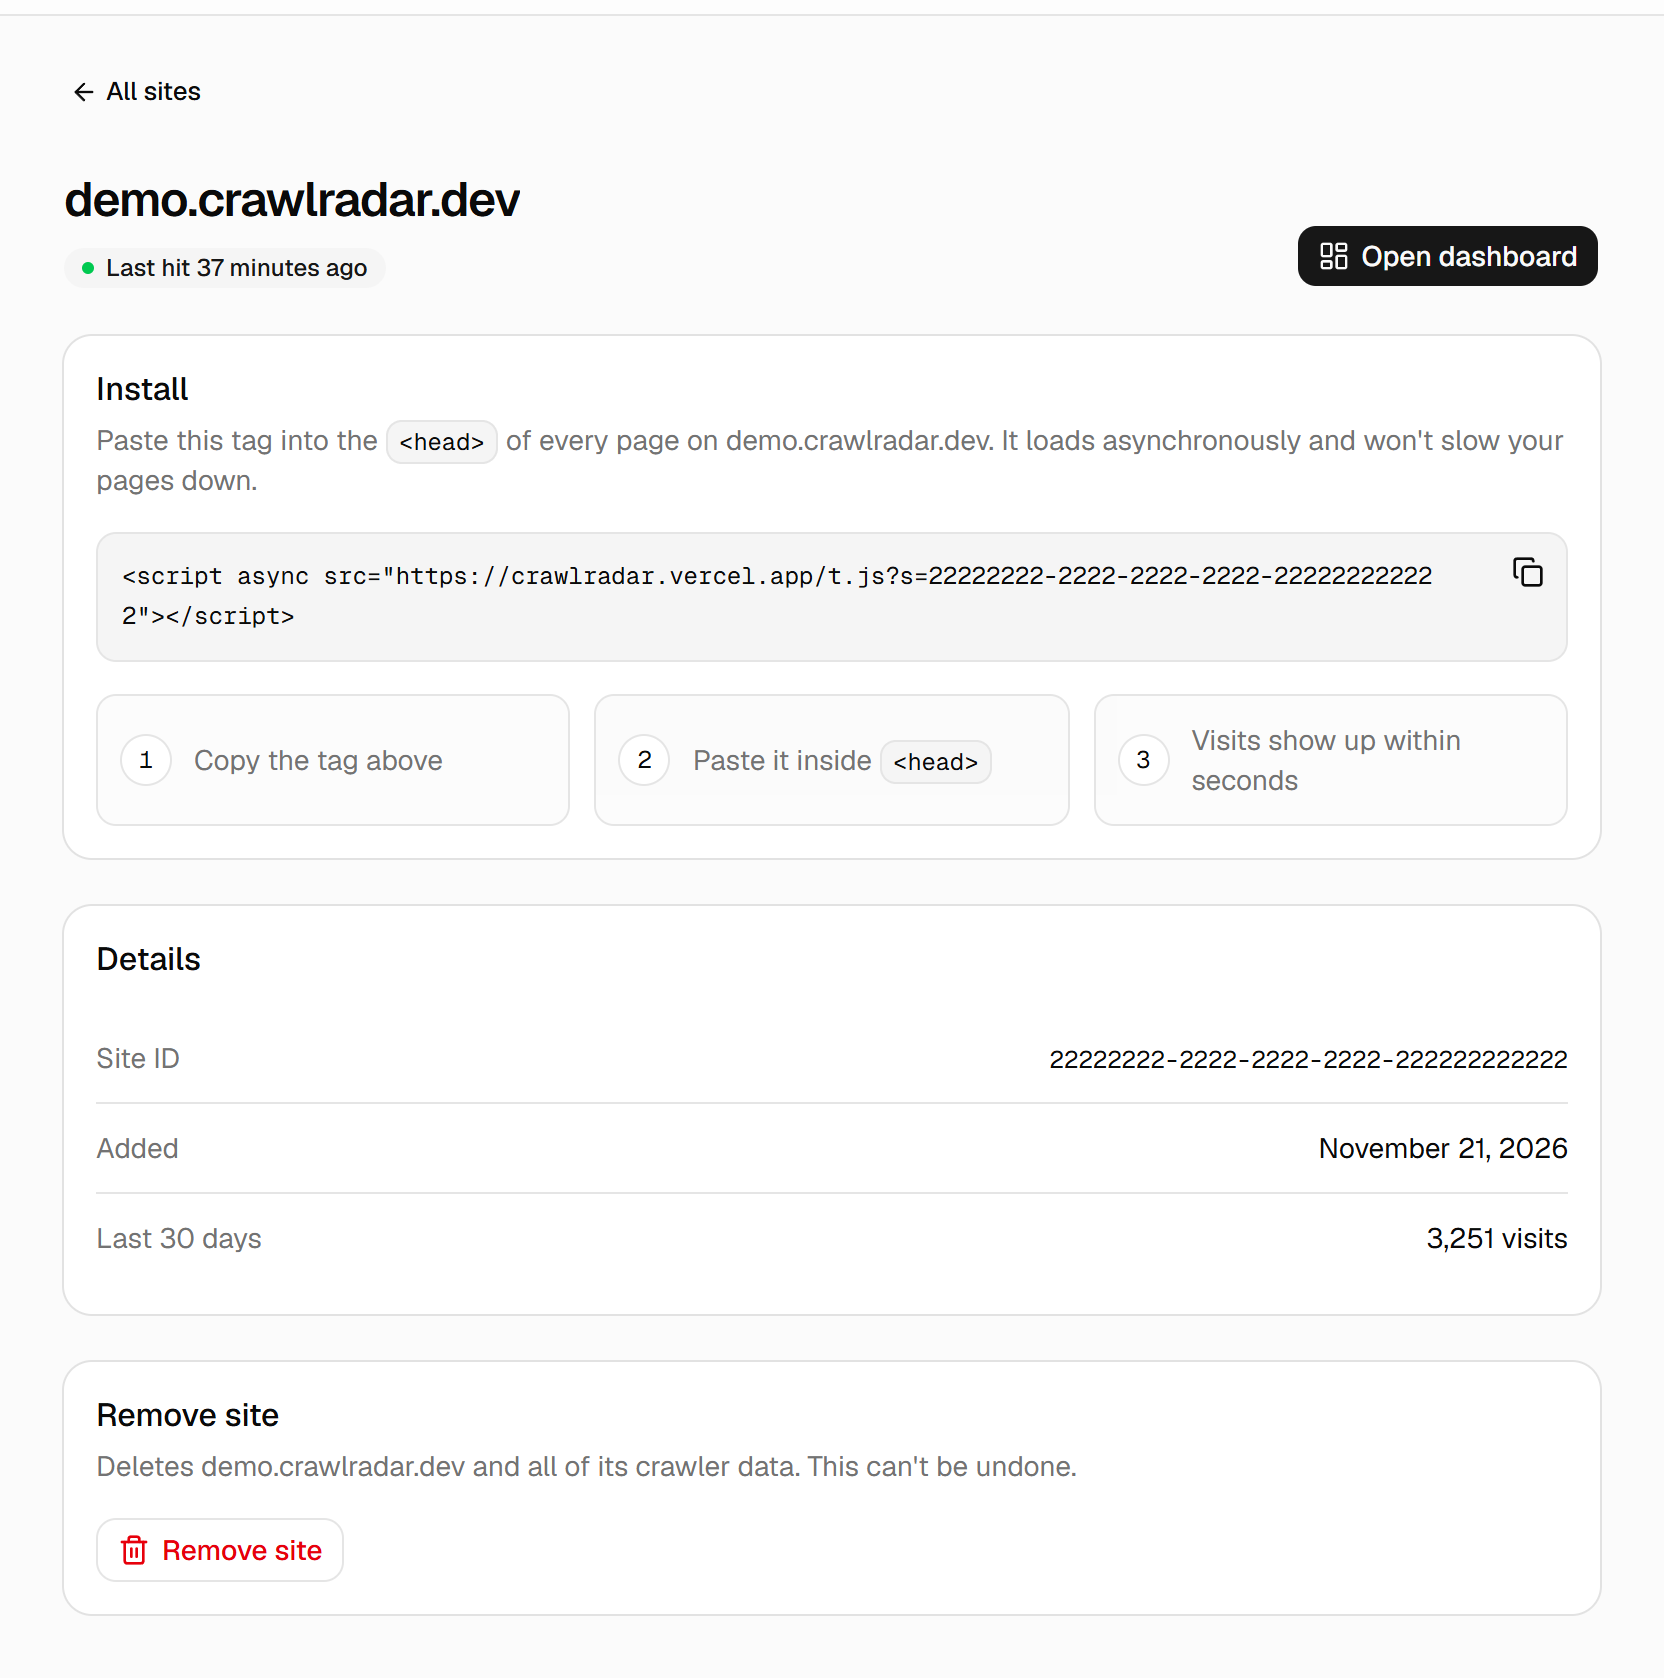 All sites
demo.crawlradar.dev
Last hit 37 minutes ago
Open dashboard
Install
Paste this tag into the <head> of every page on demo.crawlradar.dev. It loads asynchronously and won't slow your
pages down.
<script async src="https://crawlradar.vercel.app/t.js?s=22222222-2222-2222-2222-22222222222
2"></script>
1 Copy the tag above
2 Paste it inside <head>
3 Visits show up within
seconds
Details
Site ID 22222222-2222-2222-2222-222222222222
Added November 21, 2026
Last 30 days 3,251 visits
Remove site
Deletes demo.crawlradar.dev and all of its crawler data. This can't be undone.
Remove site